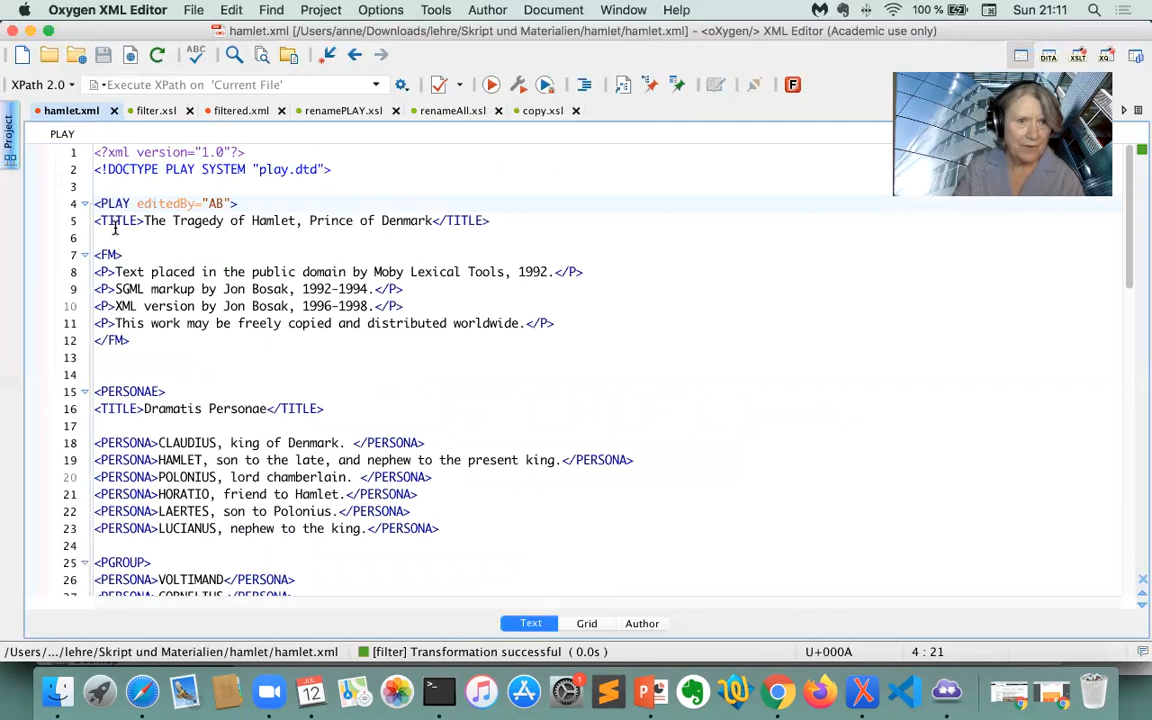 Oxygen XML Editor File Edit Find Project Options Tools Author Document Window Help 100 % Sun 21:11
hamlet.xml [/Users/anne/Downloads/lehre/Skript und Materialien/hamlet/hamlet.xml] - <oXygen/> XML Editor (Academic use only)
DITA XSLT XQ
XPath 2.0 Execute XPath on 'Current File' F
Project
hamlet.xml filter.xsl filtered.xml renamePLAY.xsl renameAll.xsl copy.xsl
PLAY
1 <?xml version="1.0"?>
2 <!DOCTYPE PLAY SYSTEM "play.dtd">
3
4 <PLAY editedBy="AB">
5 <TITLE>The Tragedy of Hamlet, Prince of Denmark</TITLE>
6
7 <FM>
8 <P>Text placed in the public domain by Moby Lexical Tools, 1992.</P>
9 <P>SGML markup by Jon Bosak, 1992-1994.</P>
10 <P>XML version by Jon Bosak, 1996-1998.</P>
11 <P>This work may be freely copied and distributed worldwide.</P>
12 </FM>
13
14
15 <PERSONAE>
16 <TITLE>Dramatis Personae</TITLE>
17
18 <PERSONA>CLAUDIUS, king of Denmark. </PERSONA>
19 <PERSONA>HAMLET, son to the late, and nephew to the present king.</PERSONA>
20 <PERSONA>POLONIUS, lord chamberlain. </PERSONA>
21 <PERSONA>HORATIO, friend to Hamlet.</PERSONA>
22 <PERSONA>LAERTES, son to Polonius.</PERSONA>
23 <PERSONA>LUCIANUS, nephew to the king.</PERSONA>
24
25 <PGROUP>
26 <PERSONA>VOLTIMAND</PERSONA>
27 <PERSONA>CORNELIUS</PERSONA>
Text Grid Author
/Users/.../lehre/Skript und Materialien/hamlet/hamlet.xml [filter] Transformation successful (0.0s) U+000A 4 : 21
JUL 12